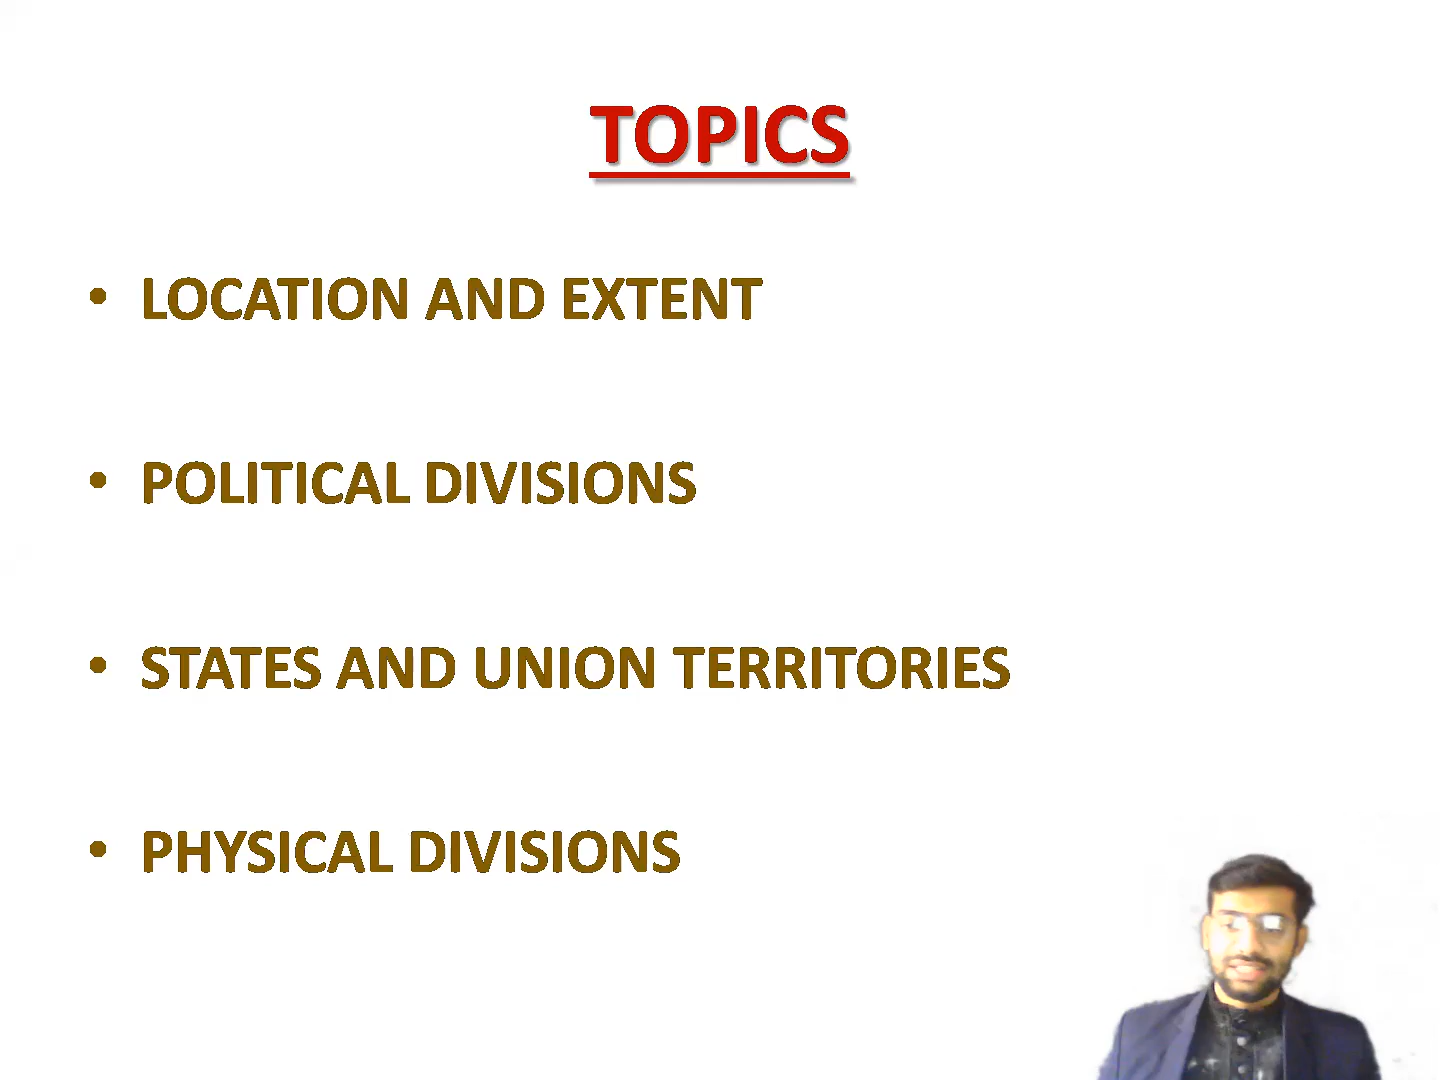 TOPICS
• LOCATION AND EXTENT
• POLITICAL DIVISIONS
• STATES AND UNION TERRITORIES
• PHYSICAL DIVISIONS